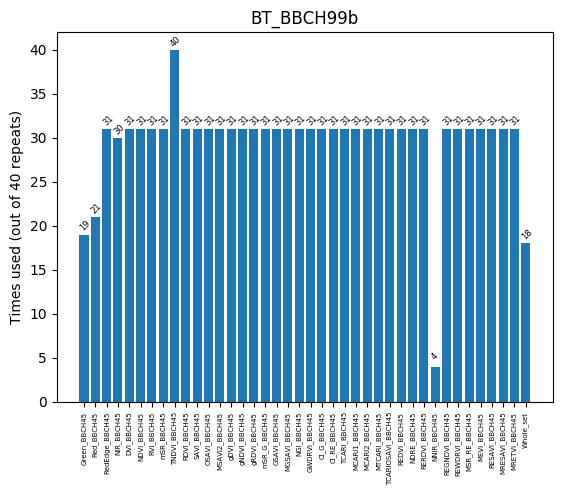 BT_BBCH99b
Times used (out of 40 repeats)
40
35
30
25
20
15
10
5
0
19 21 31 30 31 31 31 31 40 31 31 31 31 31 31 31 31 31 31 31 31 31 31 31 31 31 31 31 31 31 31 4 31 31 31 31 31 31 31 18
Green_BBCH45
Red_BBCH45
RedEdge_BBCH45
NIR_BBCH45
DVI_BBCH45
NDVI_BBCH45
RVI_BBCH45
mSR_BBCH45
TNDVI_BBCH45
RDVI_BBCH45
SAVI_BBCH45
OSAVI_BBCH45
MSAVI2_BBCH45
gDVI_BBCH45
gNDVI_BBCH45
gRDVI_BBCH45
mSR_G_BBCH45
GSAVI_BBCH45
MGSAVI_BBCH45
NGI_BBCH45
GWDRVI_BBCH45
CI_G_BBCH45
CI_RE_BBCH45
TCARI_BBCH45
MCARI1_BBCH45
MCARI2_BBCH45
MTCARI_BBCH45
TCARIOSAVI_BBCH45
REDVI_BBCH45
NDRE_BBCH45
RERDVI_BBCH45
NNIR_BBCH45
REGNDVI_BBCH45
REWDRVI_BBCH45
MSR_RE_BBCH45
MEVI_BBCH45
RESAVI_BBCH45
MRESAVI_BBCH45
MRETVI_BBCH45
Whole_set